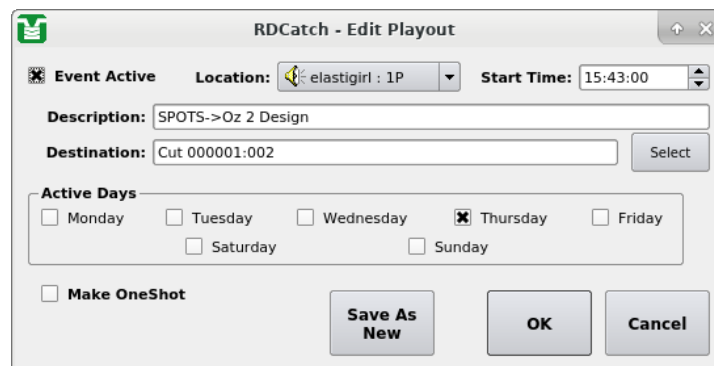 RDCatch - Edit Playout
Event Active Location: elastigirl : 1P Start Time: 15:43:00
Description: SPOTS->Oz 2 Design
Destination: Cut 000001:002 Select
Active Days
Monday Tuesday Wednesday Thursday Friday
Saturday Sunday
Make OneShot
Save As
New
OK
Cancel